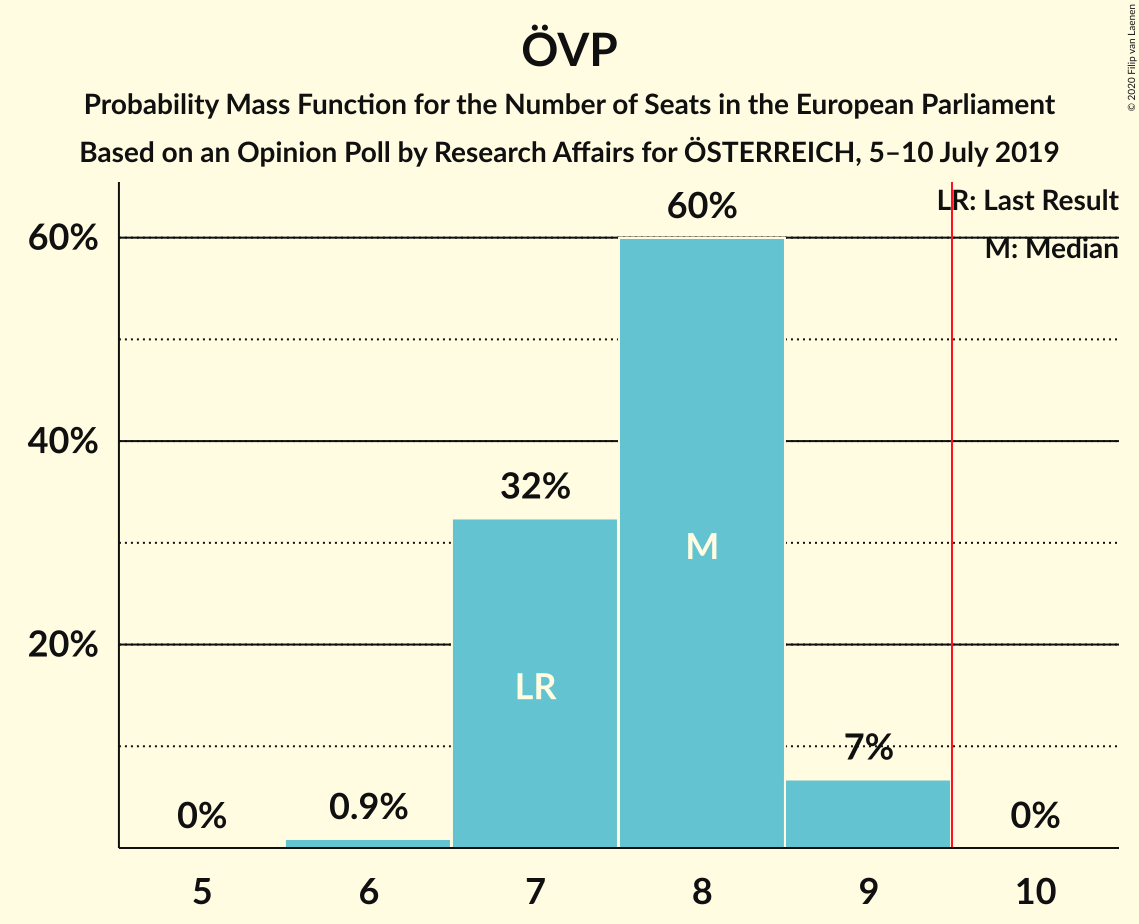 ÖVP
Probability Mass Function for the Number of Seats in the European Parliament
Based on an Opinion Poll by Research Affairs for ÖSTERREICH, 5–10 July 2019
© 2020 Filip van Laenen
LR: Last Result
M: Median
60%
40%
20%
0%
0.9%
32%
60%
7%
0%
LR
M
5
6
7
8
9
10